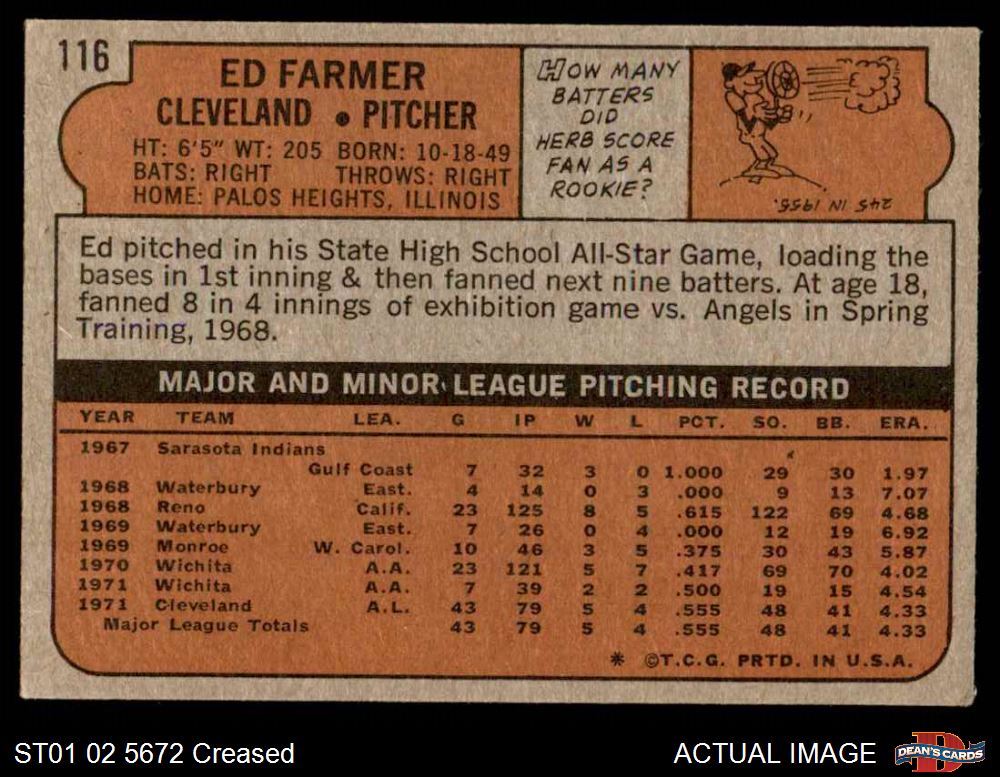 116
ED FARMER
CLEVELAND • PITCHER
HT: 6'5" WT: 205 BORN: 10-18-49
BATS: RIGHT THROWS: RIGHT
HOME: PALOS HEIGHTS, ILLINOIS
HOW MANY
BATTERS
DID
HERB SCORE
FAN AS A
ROOKIE?
245 IN 1955.
Ed pitched in his State High School All-Star Game, loading the
bases in 1st inning & then fanned next nine batters. At age 18,
fanned 8 in 4 innings of exhibition game vs. Angels in Spring
Training, 1968.
MAJOR AND MINOR LEAGUE PITCHING RECORD
YEAR TEAM LEA. G IP W L PCT. SO. BB. ERA.
1967 Sarasota Indians
Gulf Coast 7 32 3 0 1.000 29 30 1.97
1968 Waterbury East. 4 14 0 3 .000 9 13 7.07
1968 Reno Calif. 23 125 8 5 .615 122 69 4.68
1969 Waterbury East. 7 26 0 4 .000 12 19 6.92
1969 Monroe W. Carol. 10 46 3 5 .375 30 43 5.87
1970 Wichita A.A. 23 121 5 7 .417 69 70 4.02
1971 Wichita A.A. 7 39 2 2 .500 19 15 4.54
1971 Cleveland A.L. 43 79 5 4 .555 48 41 4.33
Major League Totals 43 79 5 4 .555 48 41 4.33
* ©T.C.G. PRTD. IN U.S.A.
ST01 02 5672 Creased
ACTUAL IMAGE
DEAN'S CARDS